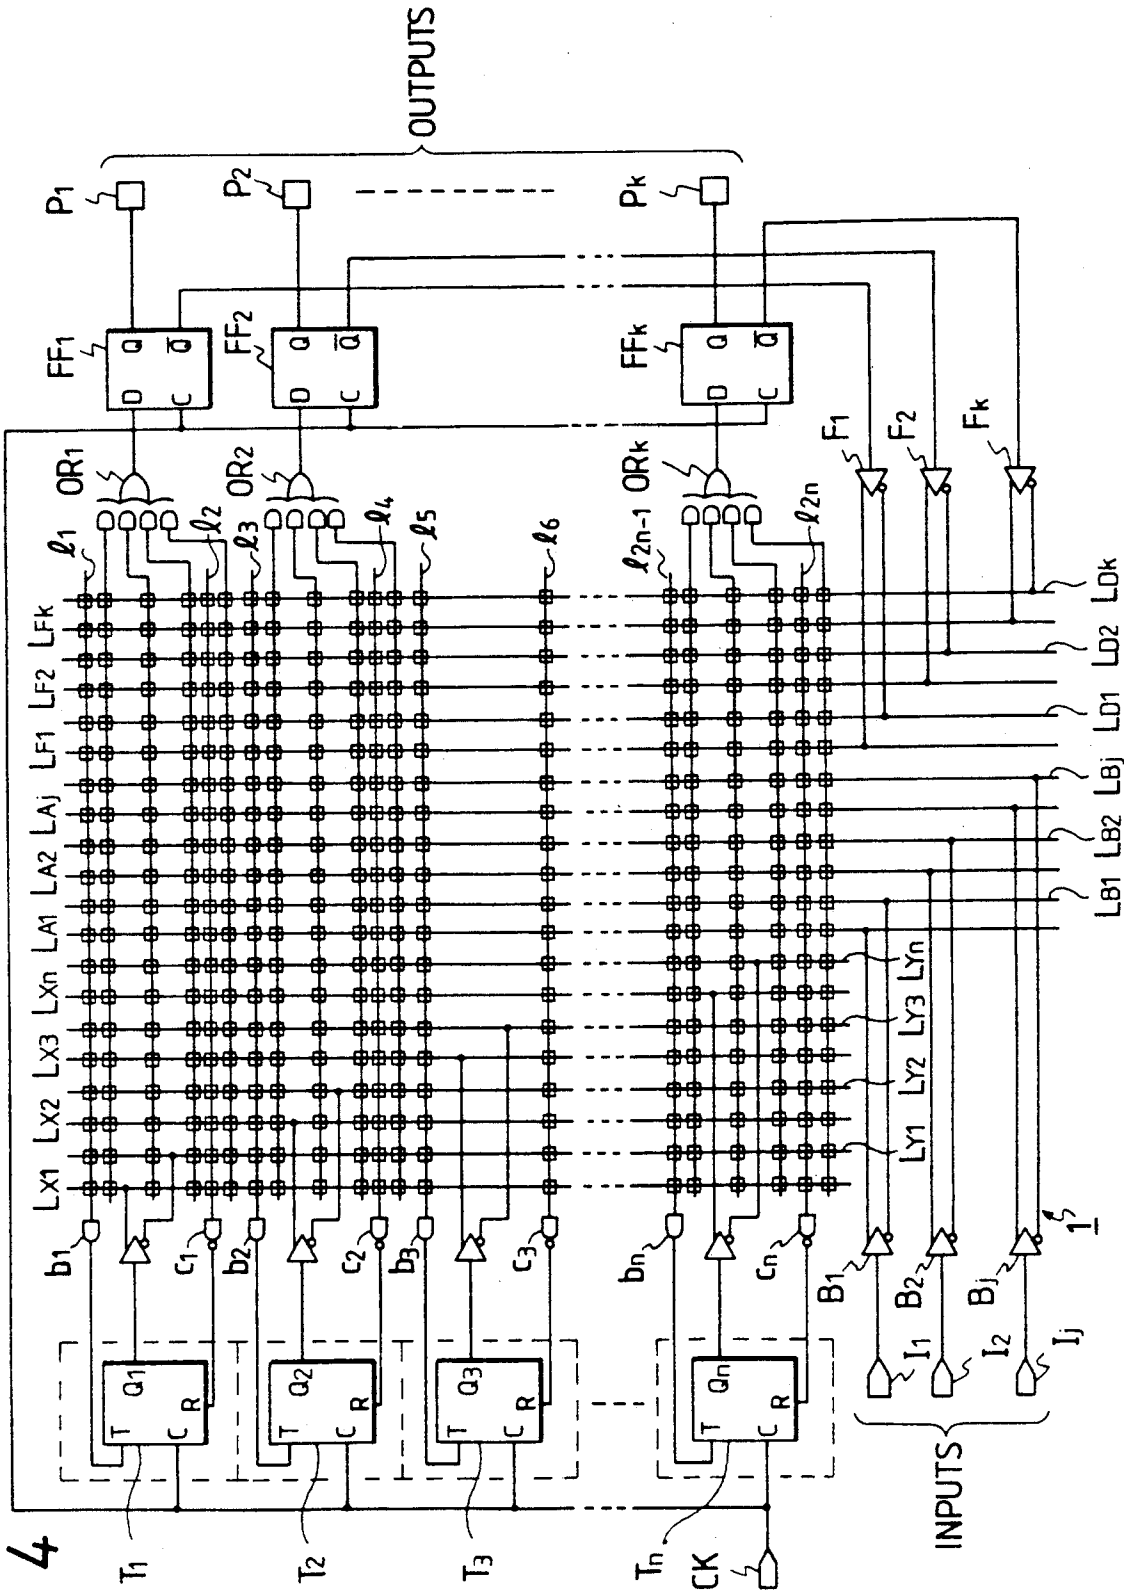 4
OUTPUTS
P1
P2
Pk
FF1
D
Q
C
Q̅
FF2
D
Q
C
Q̅
FFk
D
Q
C
Q̅
OR1
OR2
ORk
F1
F2
Fk
ℓ1
ℓ2
ℓ3
ℓ4
ℓ5
ℓ6
ℓ2n-1
ℓ2n
LX1
LX2
LX3
LXn
LA1
LA2
LAj
LF1
LF2
LFk
LY1
LY2
LY3
LYn
LB1
LB2
LBj
LD1
LD2
LDk
b1
c1
b2
c2
b3
c3
bn
cn
T
Q1
C
R
T
Q2
C
R
T
Q3
C
R
T
Qn
C
R
T1
T2
T3
Tn
CK
B1
B2
Bj
I1
I2
Ij
INPUTS
1